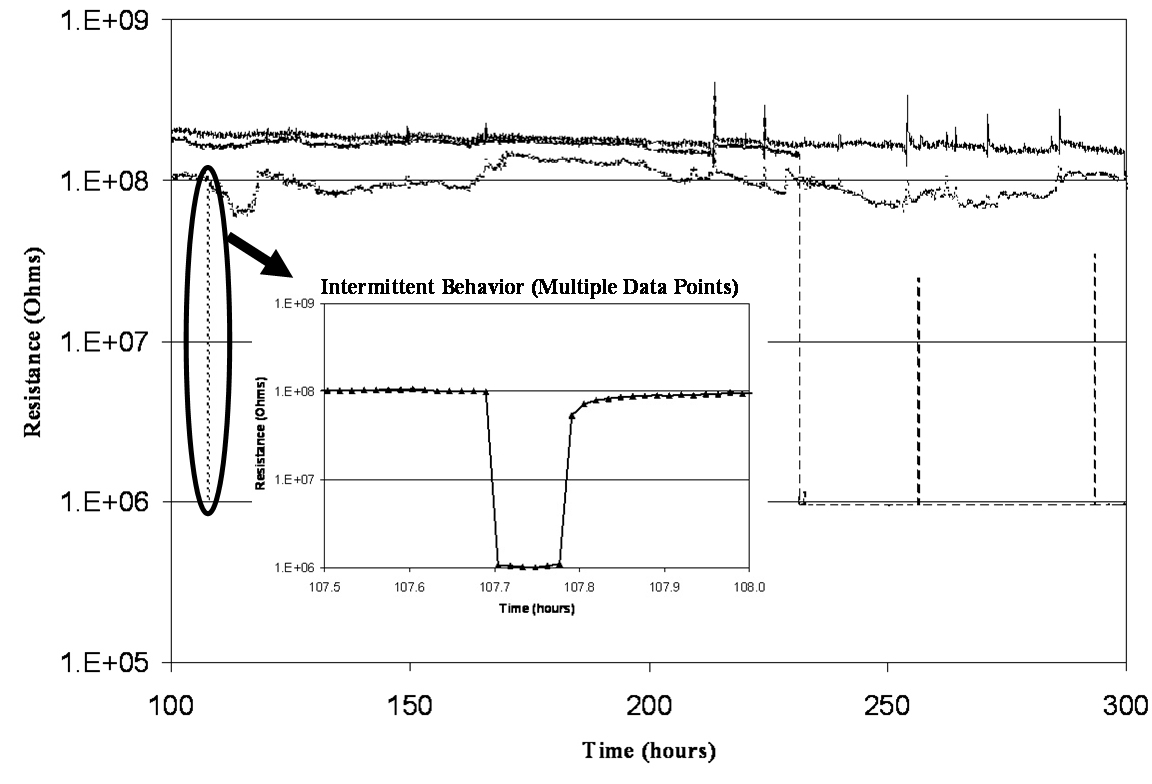 1.E+09
1.E+08
1.E+07
1.E+06
1.E+05
Resistance (Ohms)
100
150
200
250
300
Time (hours)
Intermittent Behavior (Multiple Data Points)
1.E+09
1.E+08
1.E+07
1.E+06
Resistance (Ohms)
107.5
107.6
107.7
107.8
107.9
108.0
Time (hours)